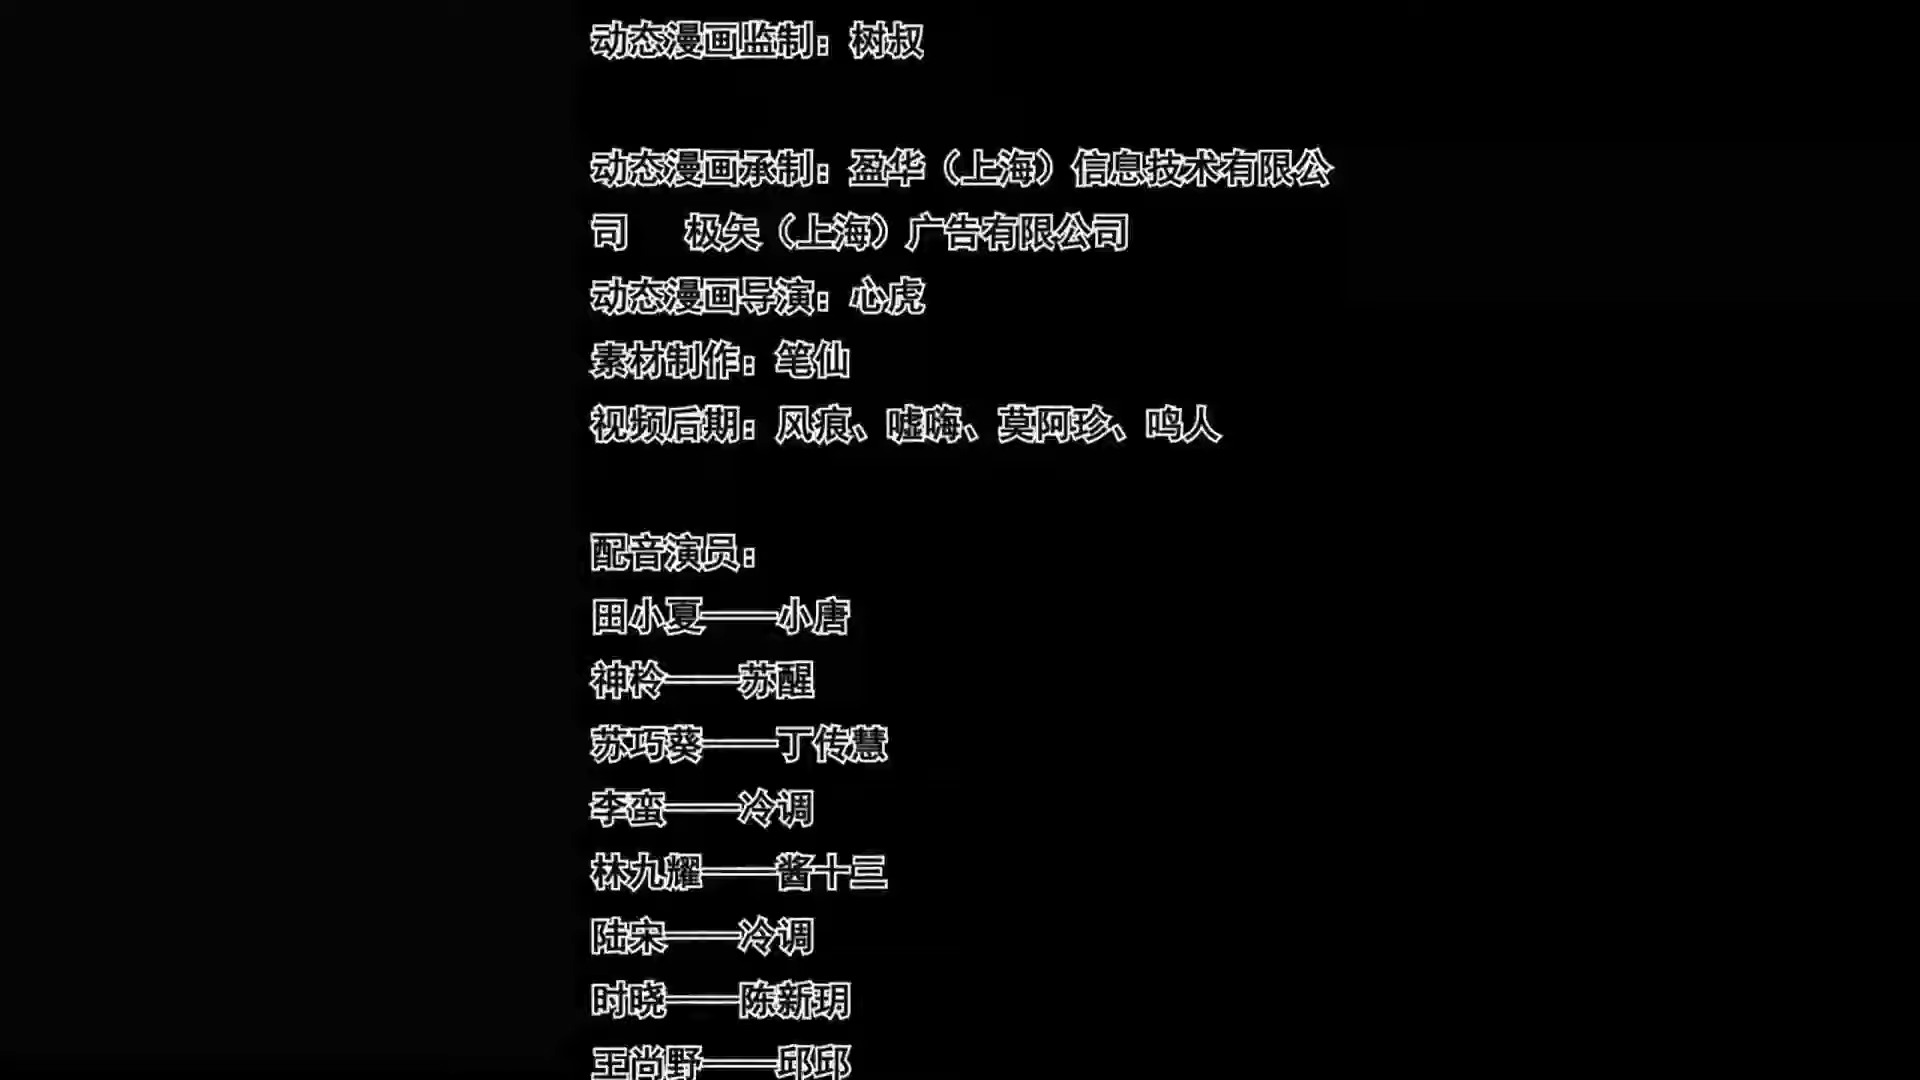 动态漫画监制：树叔
动态漫画承制：盈华（上海）信息技术有限公
司　极矢（上海）广告有限公司
动态漫画导演：心虎
素材制作：笔仙
视频后期：风痕、嘘嗨、莫阿珍、鸣人
配音演员：
田小夏——小唐
神柃——苏醒
苏巧葵——丁传慧
李蛮——冷调
林九耀——酱十三
陆宋——冷调
时晓——陈新玥
王尚野——邱邱